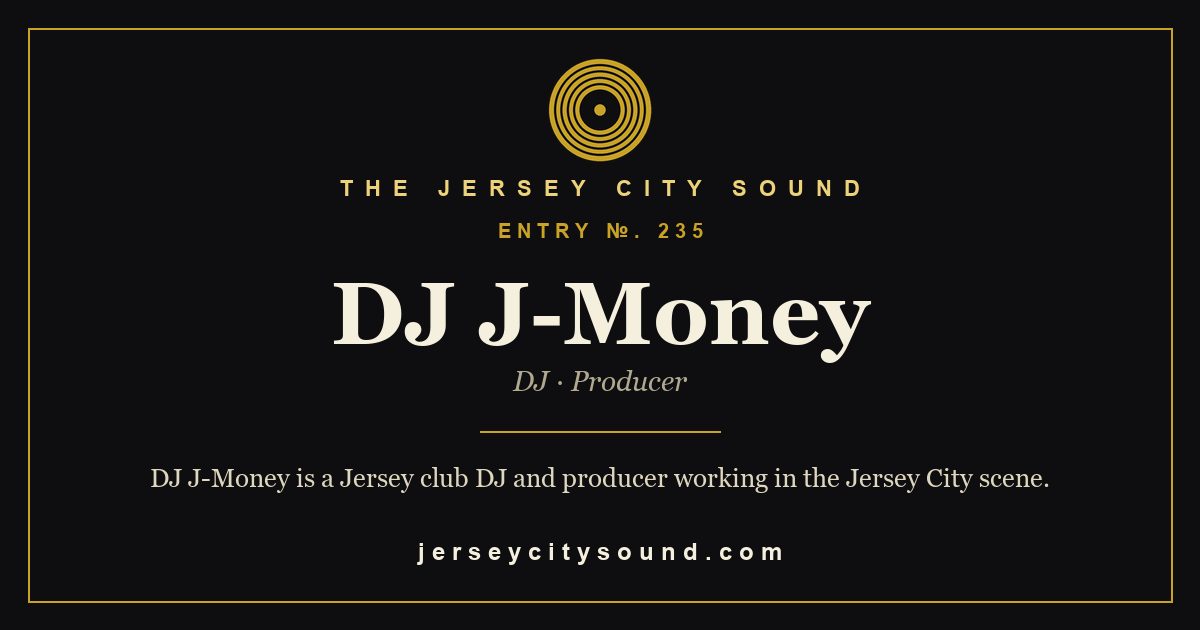 THE JERSEY CITY SOUND
ENTRY №. 235
DJ J-Money
DJ · Producer
DJ J-Money is a Jersey club DJ and producer working in the Jersey City scene.
jerseycitysound.com